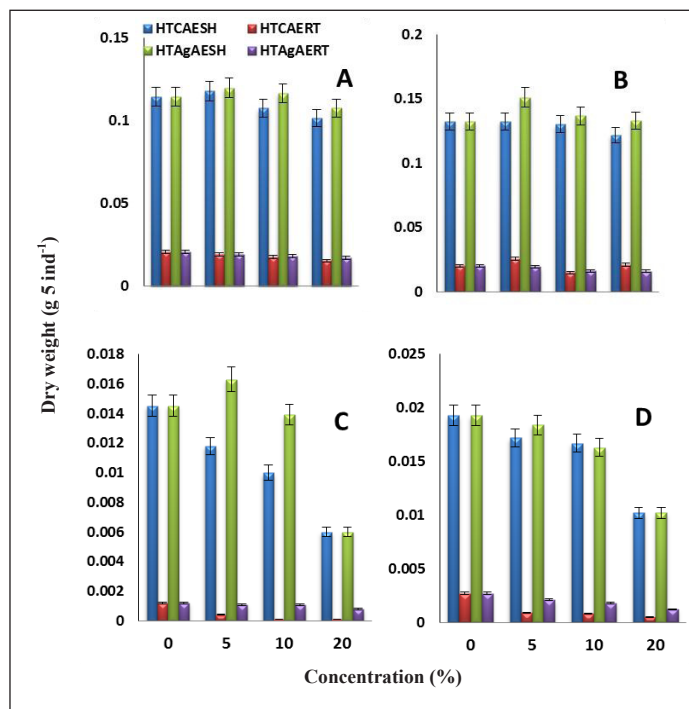 HTCAESH HTCAERT
HTAgAESH HTAgAERT
A
0.15
0.1
0.05
0
B
0.2
0.15
0.1
0.05
0
Dry weight (g 5 ind⁻¹)
C
0.018
0.016
0.014
0.012
0.01
0.008
0.006
0.004
0.002
0
0 5 10 20
D
0.025
0.02
0.015
0.01
0.005
0
0 5 10 20
Concentration (%)